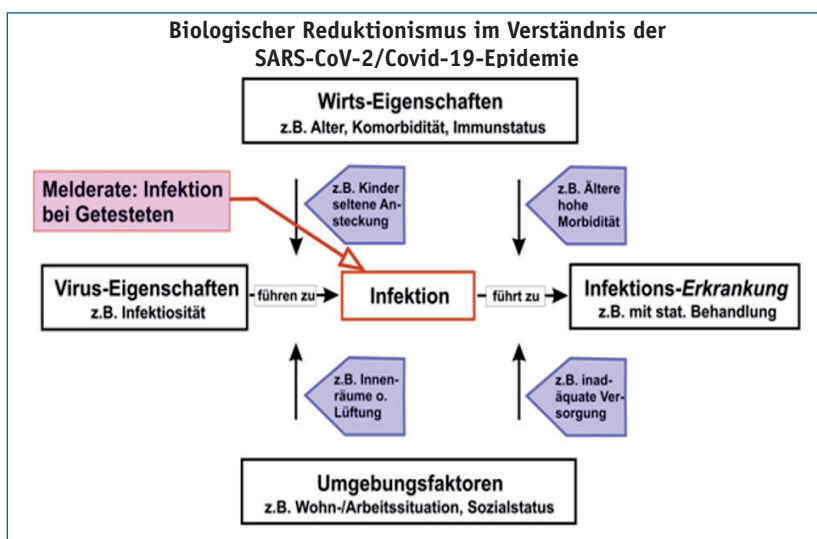 Biologischer Reduktionismus im Verständnis der
SARS-CoV-2/Covid-19-Epidemie
Wirts-Eigenschaften
z.B. Alter, Komorbidität, Immunstatus
Melderate: Infektion
bei Getesteten
z.B. Kinder
seltene An-
steckung
z.B. Ältere
hohe
Morbidität
Virus-Eigenschaften
z.B. Infektiosität
führen zu
Infektion
führt zu
Infektions-Erkrankung
z.B. mit stat. Behandlung
z.B. Innen-
räume o.
Lüftung
z.B. inad-
äquate Ver-
sorgung
Umgebungsfaktoren
z.B. Wohn-/Arbeitssituation, Sozialstatus